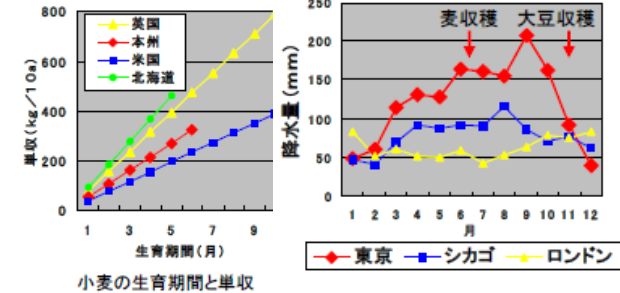 800
600
400
200
0
単収(kg/10a)
英国
本州
米国
北海道
1 3 5 7 9
生育期間(月)
小麦の生育期間と単収
250
200
150
100
50
0
降水量(mm)
麦収穫 大豆収穫
1 2 3 4 5 6 7 8 9 10 11 12
月
東京 シカゴ ロンドン